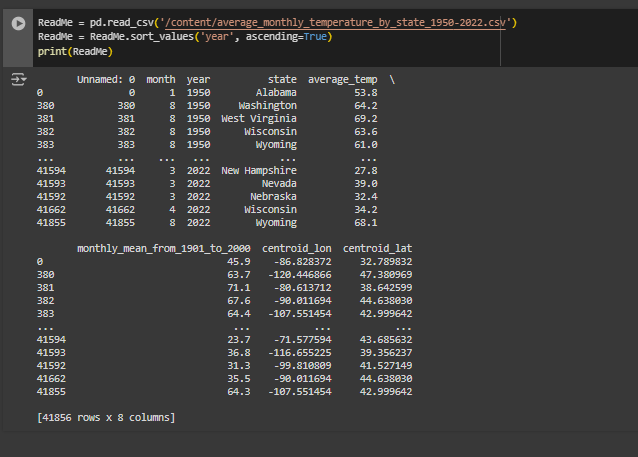 ReadMe = pd.read_csv('/content/average_monthly_temperature_by_state_1950-2022.csv')
ReadMe = ReadMe.sort_values('year', ascending=True)
print(ReadMe)
       Unnamed: 0  month  year          state  average_temp  \
0               0      1  1950        Alabama          53.8
380           380      8  1950     Washington          64.2
381           381      8  1950  West Virginia          69.2
382           382      8  1950      Wisconsin          63.6
383           383      8  1950        Wyoming          61.0
...           ...    ...   ...            ...           ...
41594       41594      3  2022  New Hampshire          27.8
41593       41593      3  2022         Nevada          39.0
41592       41592      3  2022       Nebraska          32.4
41662       41662      4  2022      Wisconsin          34.2
41855       41855      8  2022        Wyoming          68.1
       monthly_mean_from_1901_to_2000  centroid_lon  centroid_lat
0                                45.9    -86.828372     32.789832
380                              63.7   -120.446866     47.380969
381                              71.1    -80.613712     38.642599
382                              67.6    -90.011694     44.638030
383                              64.4   -107.551454     42.999642
...                               ...           ...           ...
41594                            23.7    -71.577594     43.685632
41593                            36.8   -116.655225     39.356237
41592                            31.3    -99.810809     41.527149
41662                            35.5    -90.011694     44.638030
41855                            64.3   -107.551454     42.999642
[41856 rows x 8 columns]